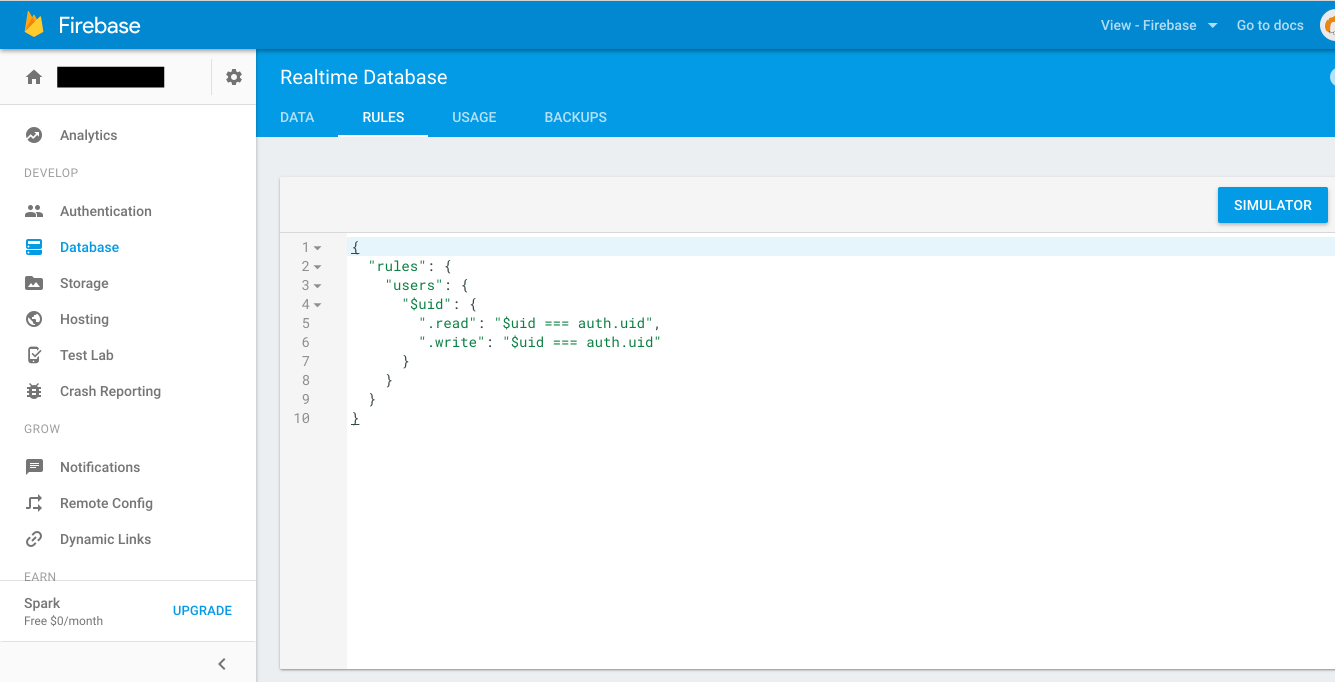 Firebase
View - Firebase
Go to docs
Analytics
DEVELOP
Authentication
Database
Storage
Hosting
Test Lab
Crash Reporting
GROW
Notifications
Remote Config
Dynamic Links
EARN
Spark
Free $0/month
UPGRADE
Realtime Database
DATA RULES USAGE BACKUPS
SIMULATOR
1 {
2 "rules": {
3 "users": {
4 "$uid": {
5 ".read": "$uid === auth.uid",
6 ".write": "$uid === auth.uid"
7 }
8 }
9 }
10 }